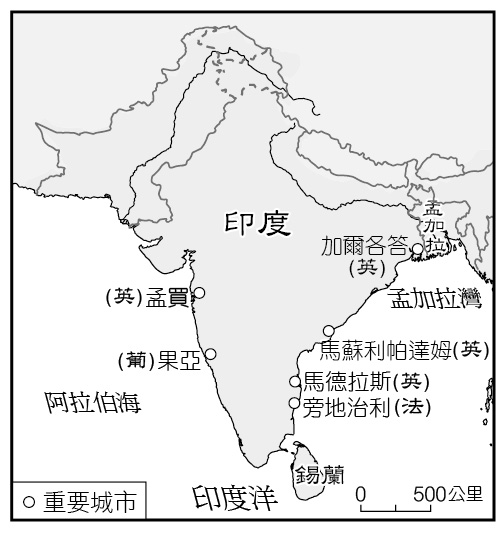 印度
孟加拉
加爾各答
(英)
孟加拉灣
(英)孟買
馬蘇利帕達姆(英)
(葡)果亞
馬德拉斯(英)
阿拉伯海
旁地治利(法)
錫蘭
印度洋
0 500公里
○ 重要城市